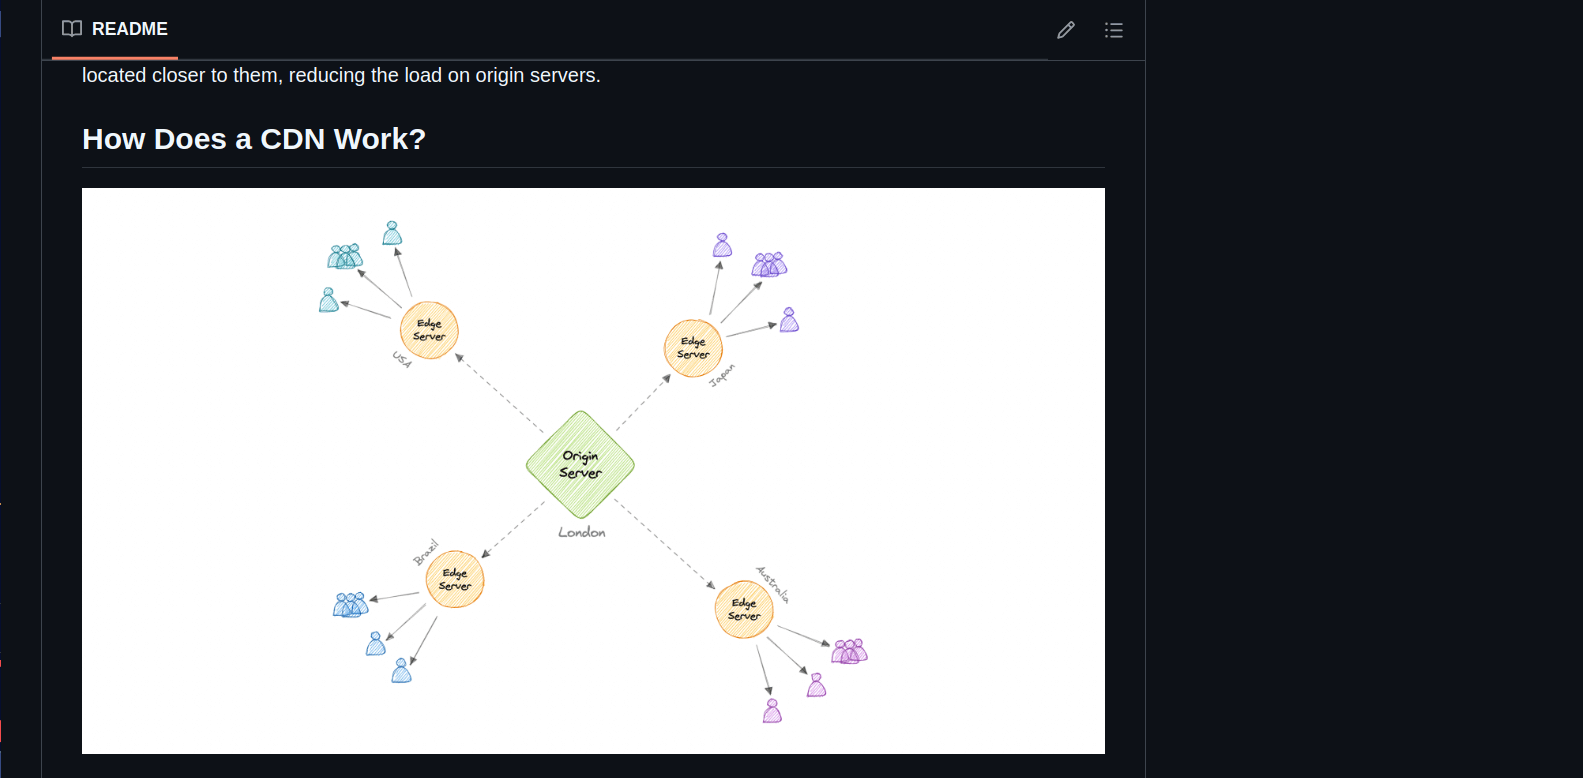 README
located closer to them, reducing the load on origin servers.
How Does a CDN Work?
Edge
Server
USA
Edge
Server
Japan
Origin
Server
London
Brazil
Edge
Server
Australia
Edge
Server